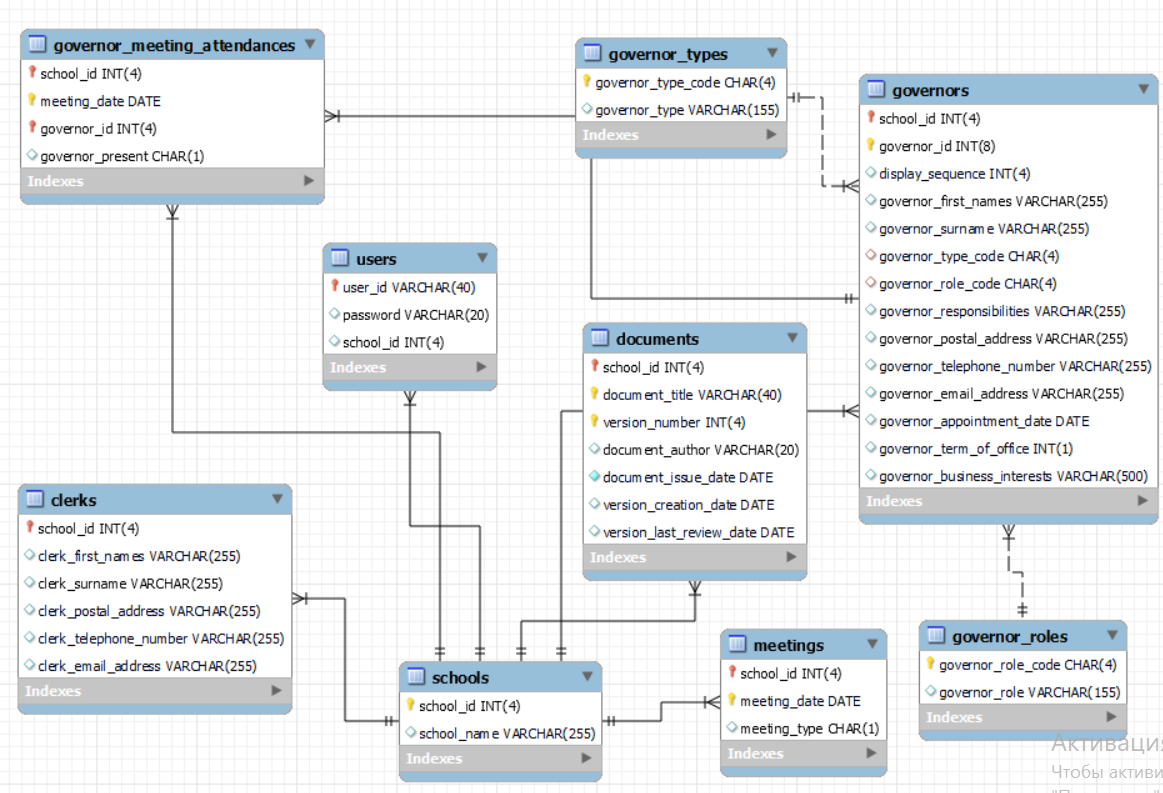 governor_meeting_attendances
school_id INT(4)
meeting_date DATE
governor_id INT(4)
governor_present CHAR(1)
Indexes
governor_types
governor_type_code CHAR(4)
governor_type VARCHAR(155)
Indexes
governors
school_id INT(4)
governor_id INT(8)
display_sequence INT(4)
governor_first_names VARCHAR(255)
governor_surname VARCHAR(255)
governor_type_code CHAR(4)
governor_role_code CHAR(4)
governor_responsibilities VARCHAR(255)
governor_postal_address VARCHAR(255)
governor_telephone_number VARCHAR(255)
governor_email_address VARCHAR(255)
governor_appointment_date DATE
governor_term_of_office INT(1)
governor_business_interests VARCHAR(500)
Indexes
users
user_id VARCHAR(40)
password VARCHAR(20)
school_id INT(4)
Indexes
documents
school_id INT(4)
document_title VARCHAR(40)
version_number INT(4)
document_author VARCHAR(20)
document_issue_date DATE
version_creation_date DATE
version_last_review_date DATE
Indexes
clerks
school_id INT(4)
clerk_first_names VARCHAR(255)
clerk_surname VARCHAR(255)
clerk_postal_address VARCHAR(255)
clerk_telephone_number VARCHAR(255)
clerk_email_address VARCHAR(255)
Indexes
schools
school_id INT(4)
school_name VARCHAR(255)
Indexes
meetings
school_id INT(4)
meeting_date DATE
meeting_type CHAR(1)
Indexes
governor_roles
governor_role_code CHAR(4)
governor_role VARCHAR(155)
Indexes
Активация
Чтобы активи